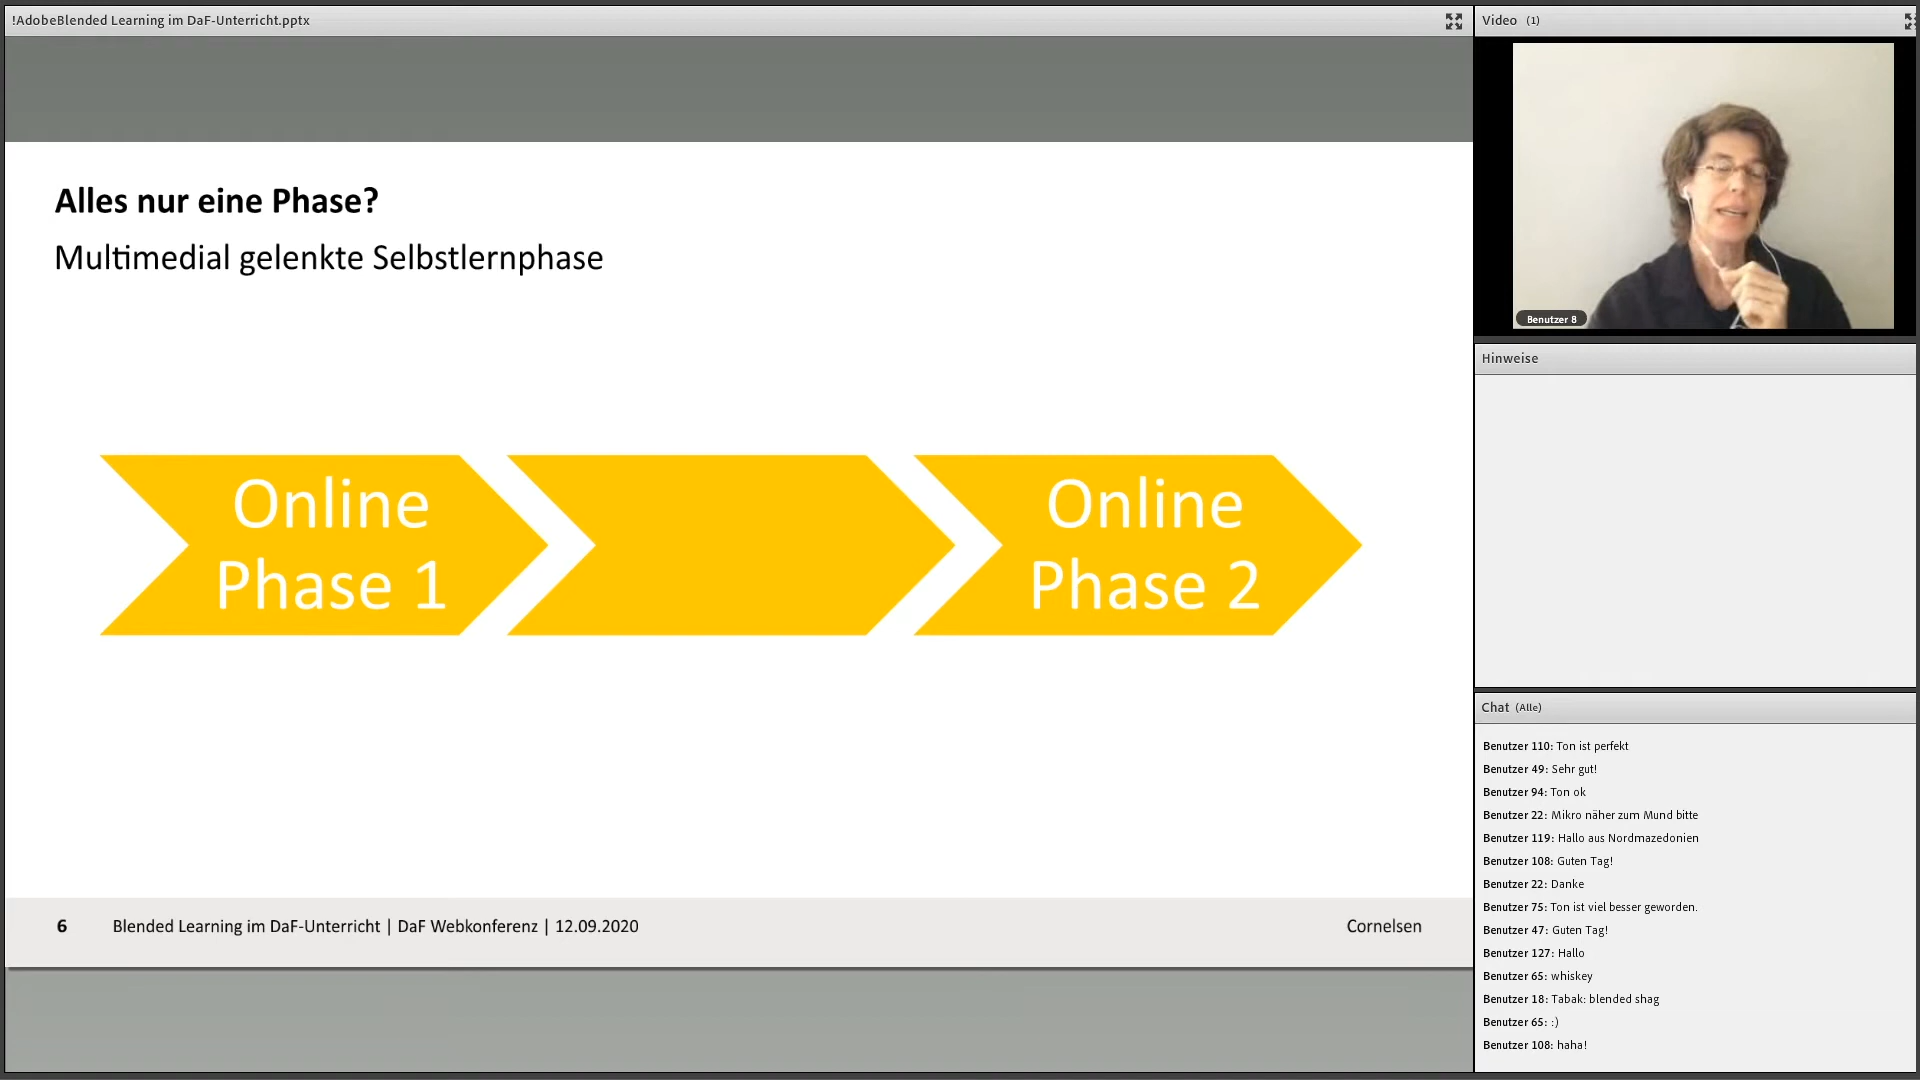 !AdobeBlended Learning im DaF-Unterricht.pptx
Alles nur eine Phase?
Multimedial gelenkte Selbstlernphase
Online
Phase 1
Online
Phase 2
6 Blended Learning im DaF-Unterricht | DaF Webkonferenz | 12.09.2020 Cornelsen
Video (1)
Benutzer 8
Hinweise
Chat (Alle)
Benutzer 110: Ton ist perfekt
Benutzer 49: Sehr gut!
Benutzer 94: Ton ok
Benutzer 22: Mikro näher zum Mund bitte
Benutzer 119: Hallo aus Nordmazedonien
Benutzer 108: Guten Tag!
Benutzer 22: Danke
Benutzer 75: Ton ist viel besser geworden.
Benutzer 47: Guten Tag!
Benutzer 127: Hallo
Benutzer 65: whiskey
Benutzer 18: Tabak: blended shag
Benutzer 65: :)
Benutzer 108: haha!